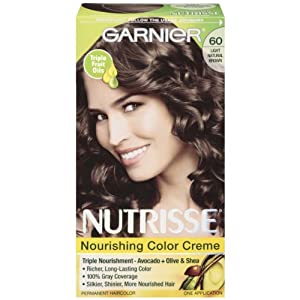 GARNIER
Triple
Fruit
Oils
60
LIGHT
NATURAL
BROWN
NUTRISSE
Nourishing Color Creme
Triple Nourishment - Avocado + Olive & Shea
• Richer, Long-Lasting Color
• 100% Gray Coverage
• Silkier, Shinier, More Nourished Hair
PERMANENT HAIRCOLOR
ONE APPLICATION